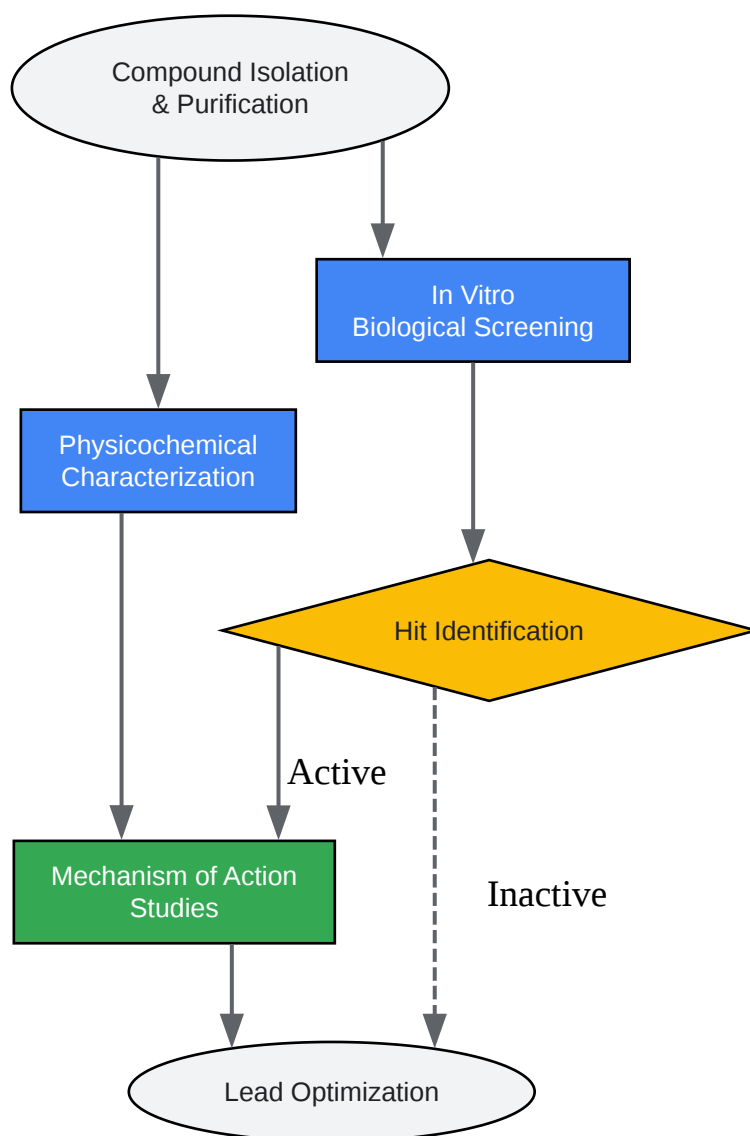 Compound Isolation
& Purification
In Vitro
Biological Screening
Physicochemical
Characterization
Hit Identification
Active
Mechanism of Action
Studies
Inactive
Lead Optimization